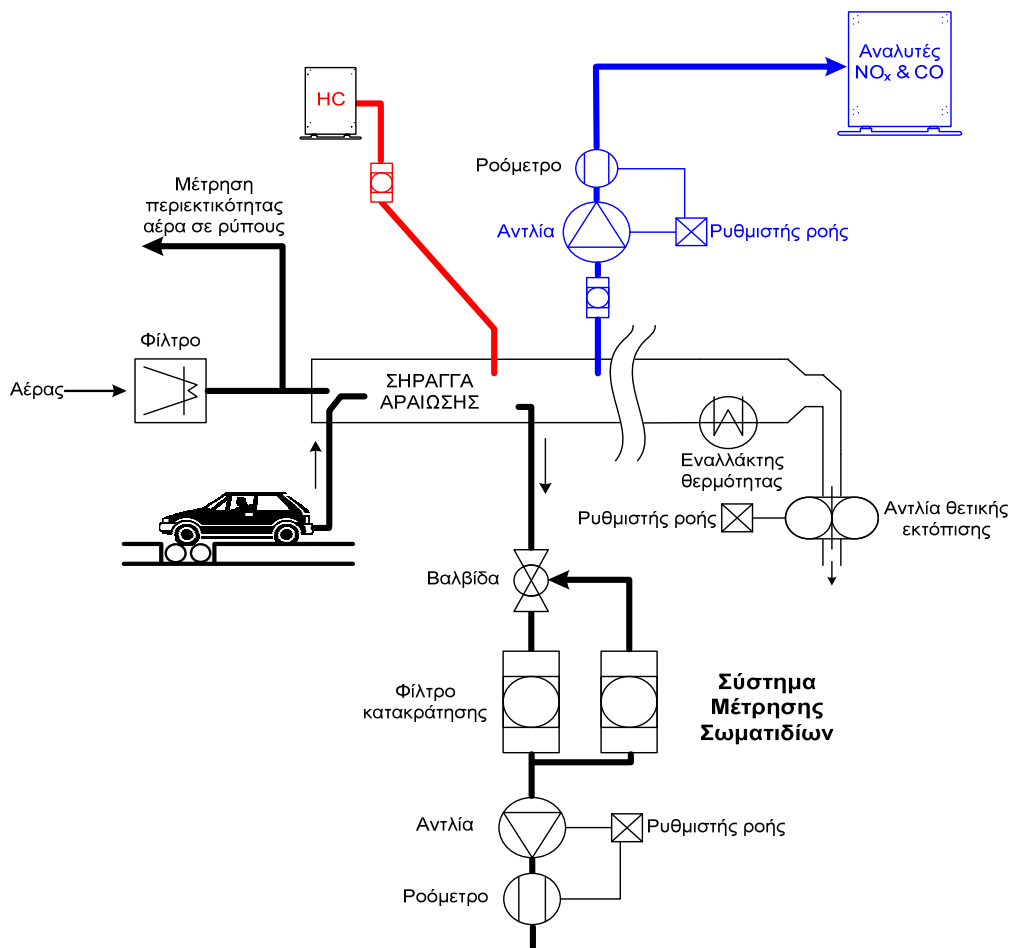 Αναλυτές
NOx & CO
HC
Ροόμετρο
Μέτρηση
περιεκτικότητας
αέρα σε ρύπους
Αντλία
Ρυθμιστής ροής
Φίλτρο
Αέρας
ΣΗΡΑΓΓΑ
ΑΡΑΙΩΣΗΣ
Εναλλάκτης
θερμότητας
Ρυθμιστής ροής
Αντλία θετικής
εκτόπισης
Βαλβίδα
Φίλτρο
κατακράτησης
Σύστημα
Μέτρησης
Σωματιδίων
Αντλία
Ρυθμιστής ροής
Ροόμετρο